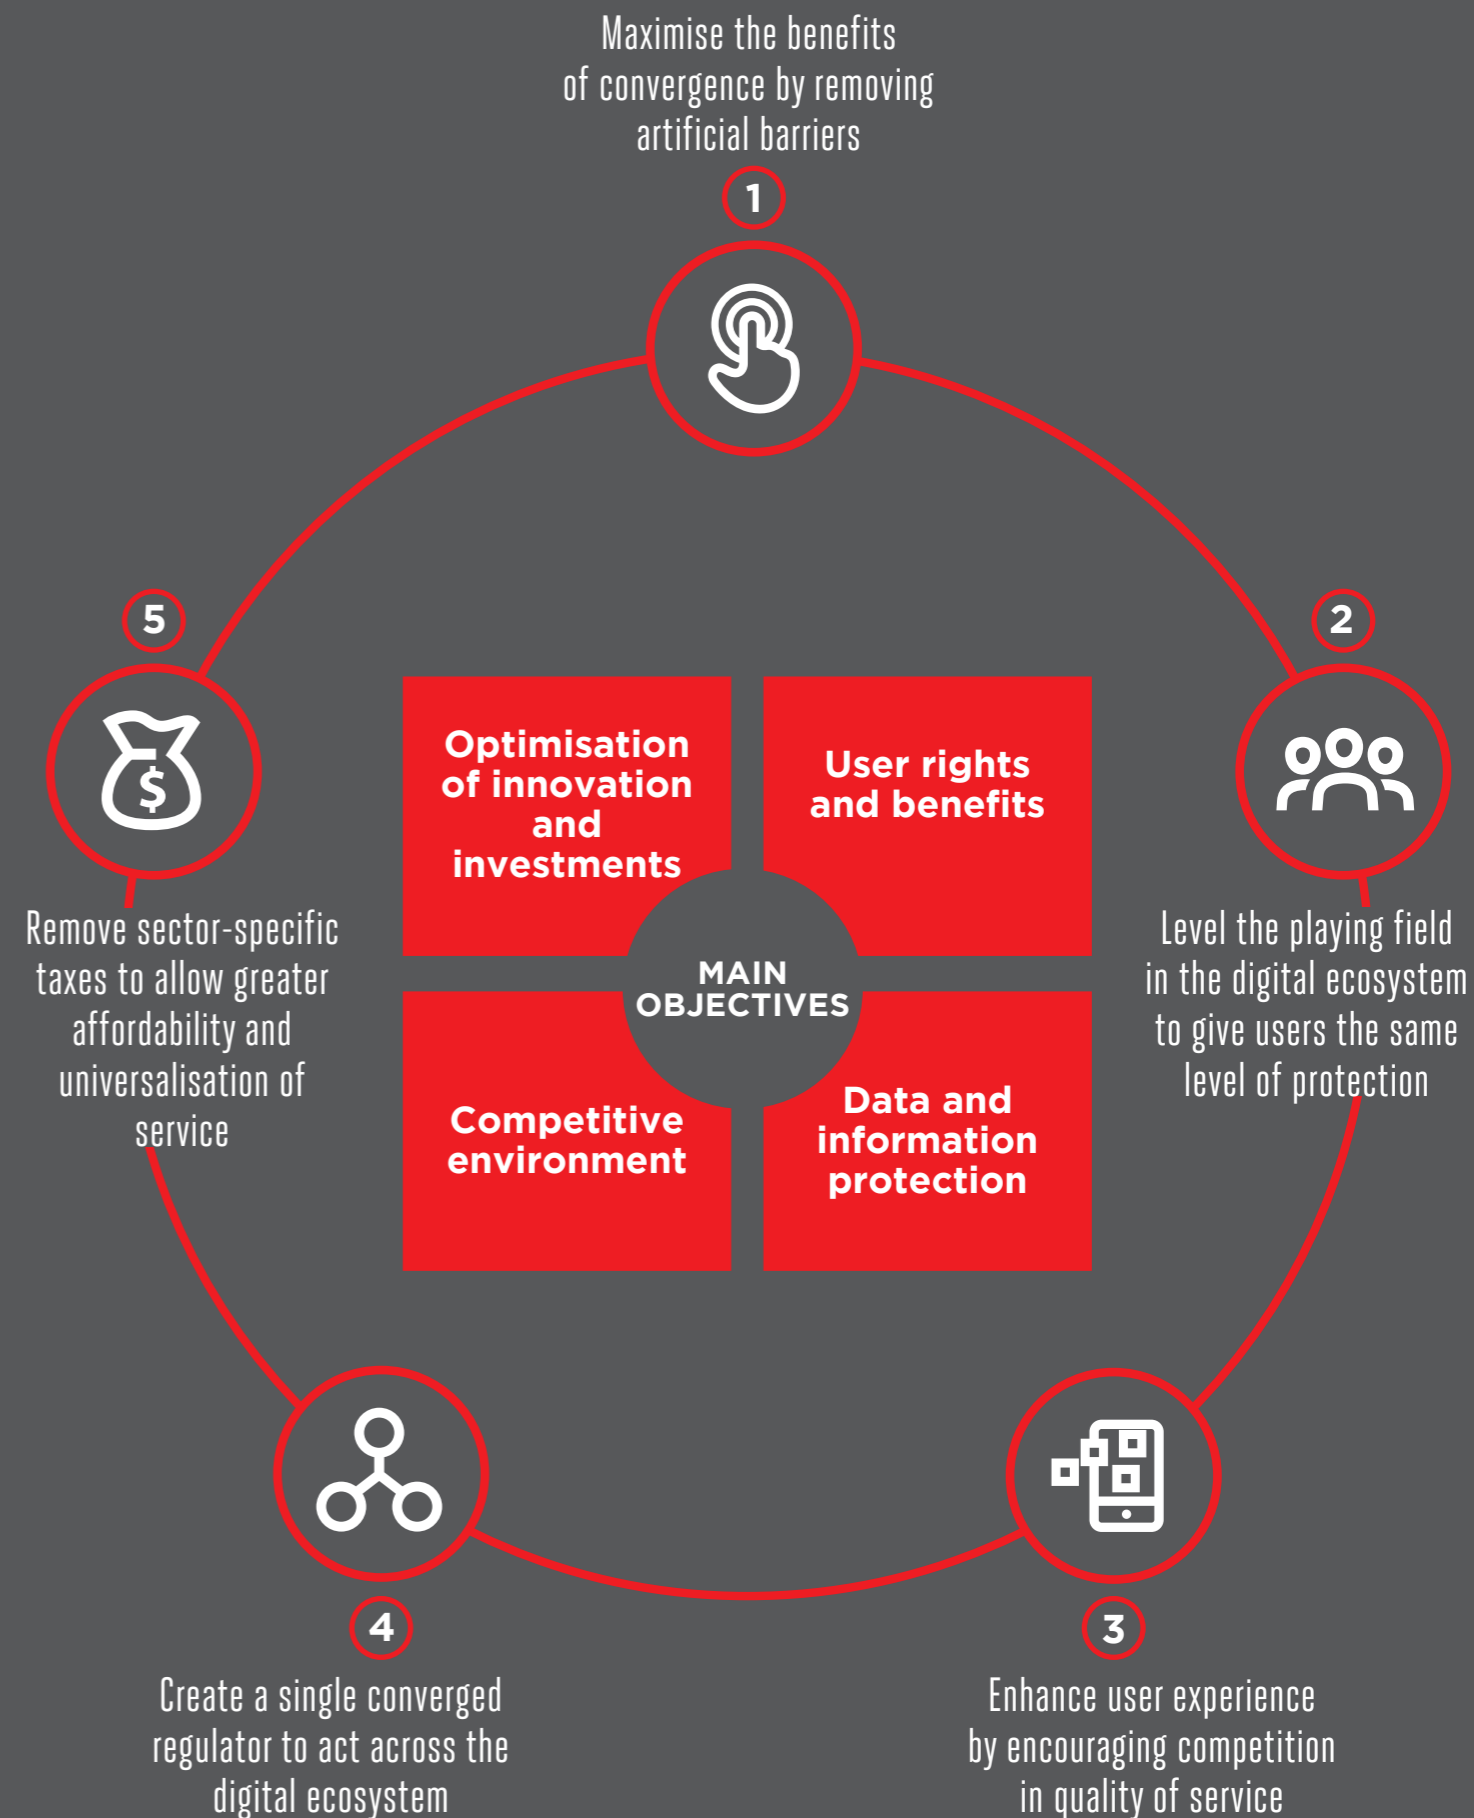 Maximise the benefits
of convergence by removing
artificial barriers
1
2
Level the playing field
in the digital ecosystem
to give users the same
level of protection
3
Enhance user experience
by encouraging competition
in quality of service
4
Create a single converged
regulator to act across the
digital ecosystem
5
$
Remove sector-specific
taxes to allow greater
affordability and
universalisation of
service
Optimisation
of innovation
and
investments
User rights
and benefits
MAIN
OBJECTIVES
Competitive
environment
Data and
information
protection